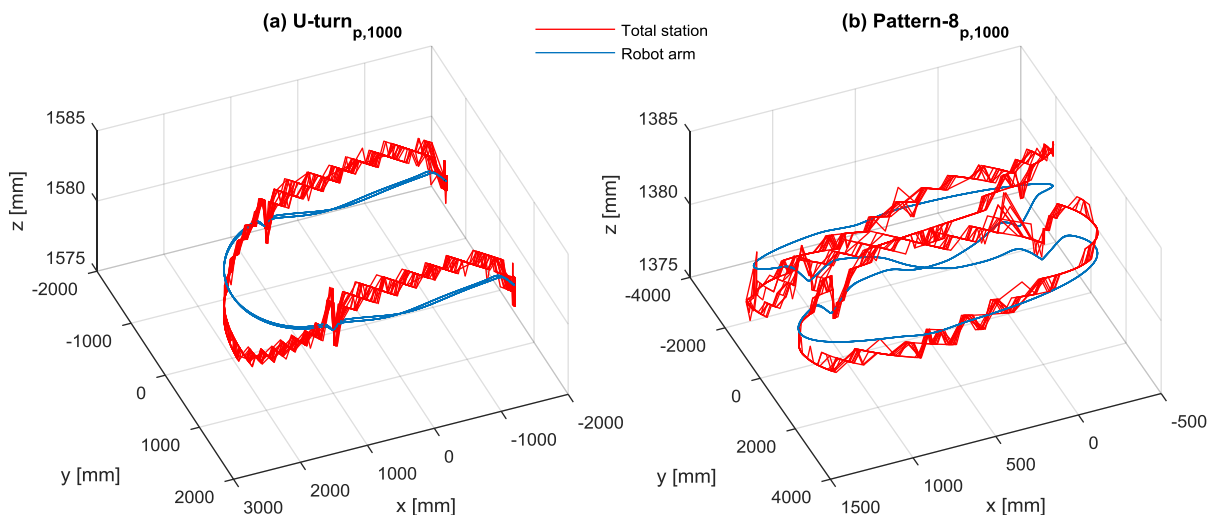 (a) U-turnp,1000
Total station
Robot arm
(b) Pattern-8p,1000
1585
1580
1575
z [mm]
-2000
-1000
0
1000
2000
y [mm]
3000
2000
1000
0
-1000
-2000
x [mm]
1385
1380
1375
z [mm]
-4000
-2000
0
2000
4000
y [mm]
1500
1000
500
0
-500
x [mm]